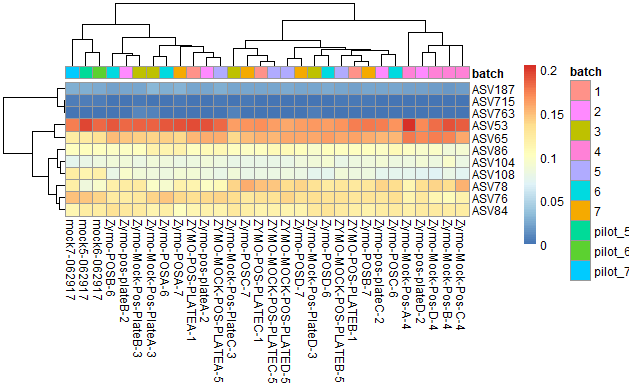 batch
ASV187
ASV715
ASV763
ASV53
ASV65
ASV86
ASV104
ASV108
ASV78
ASV76
ASV84
mock7-062917
mock5-062917
mock6-062917
Zymo-POSB-6
Zymo-pos-plateB-2
Zymo-Mock-Pos-PlateB-3
Zymo-Mock-Pos-PlateA-3
Zymo-POSA-6
Zymo-POSA-7
ZYMO-POS-PLATEA-1
Zymo-pos-plateA-2
ZYMO-MOCK-POS-PLATEA-5
Zymo-Mock-Pos-PlateC-3
Zymo-POSC-7
ZYMO-POS-PLATEC-1
ZYMO-MOCK-POS-PLATEC-5
ZYMO-MOCK-POS-PLATED-5
Zymo-POSD-7
Zymo-Mock-Pos-PlateD-3
Zymo-POSD-6
ZYMO-MOCK-POS-PLATEB-5
ZYMO-POS-PLATEB-1
Zymo-POSB-7
Zymo-pos-plateC-2
Zymo-POSC-6
Zymo-Mock-Pos-A-4
Zymo-pos-plateD-2
Zymo-Mock-Pos-D-4
Zymo-Mock-Pos-B-4
Zymo-Mock-Pos-C-4
0.2
0.15
0.1
0.05
0
batch
1
2
3
4
5
6
7
pilot_5
pilot_6
pilot_7